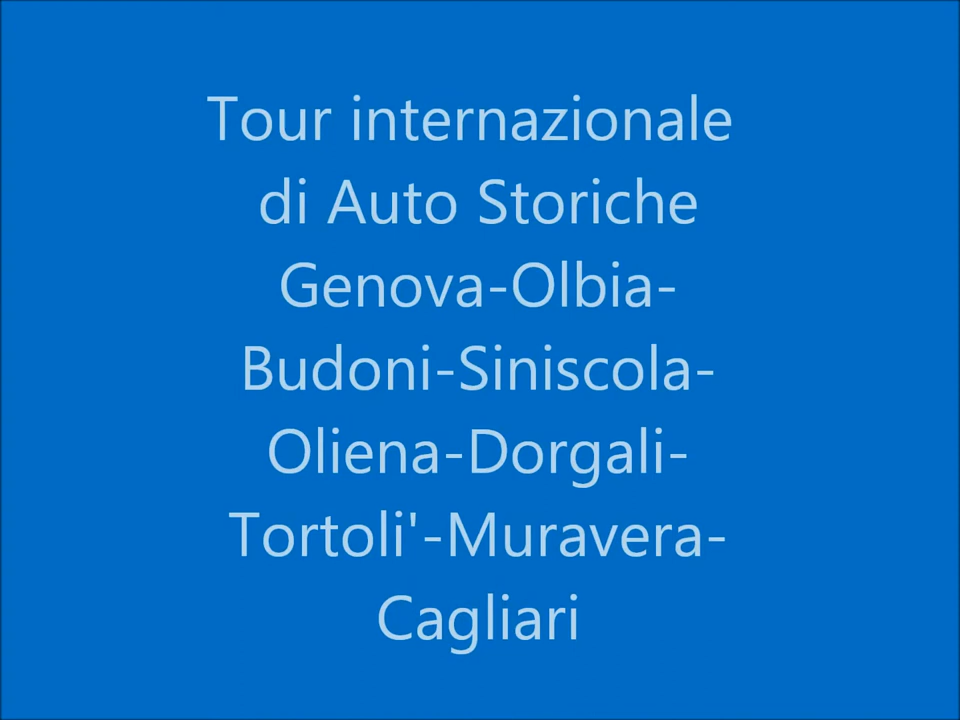 Tour internazionale
di Auto Storiche
Genova-Olbia-
Budoni-Siniscola-
Oliena-Dorgali-
Tortoli'-Muravera-
Cagliari